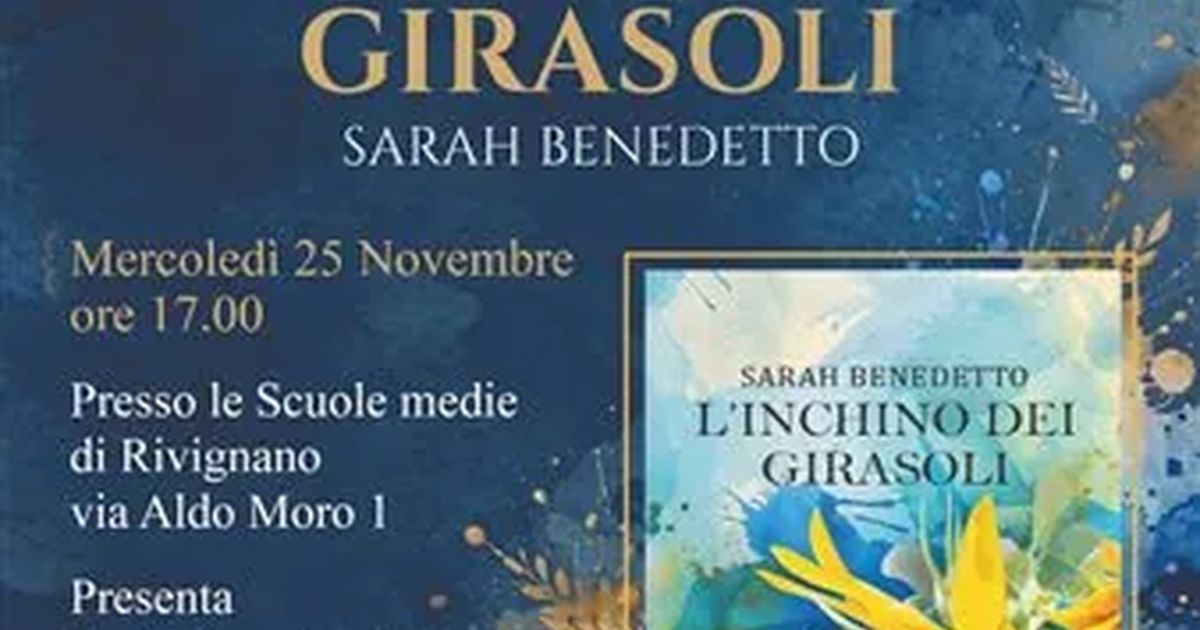 GIRASOLI
SARAH BENEDETTO
Mercoledì 25 Novembre
ore 17.00
Presso le Scuole medie
di Rivignano
via Aldo Moro 1
Presenta
SARAH BENEDETTO
L'INCHINO DEI
GIRASOLI